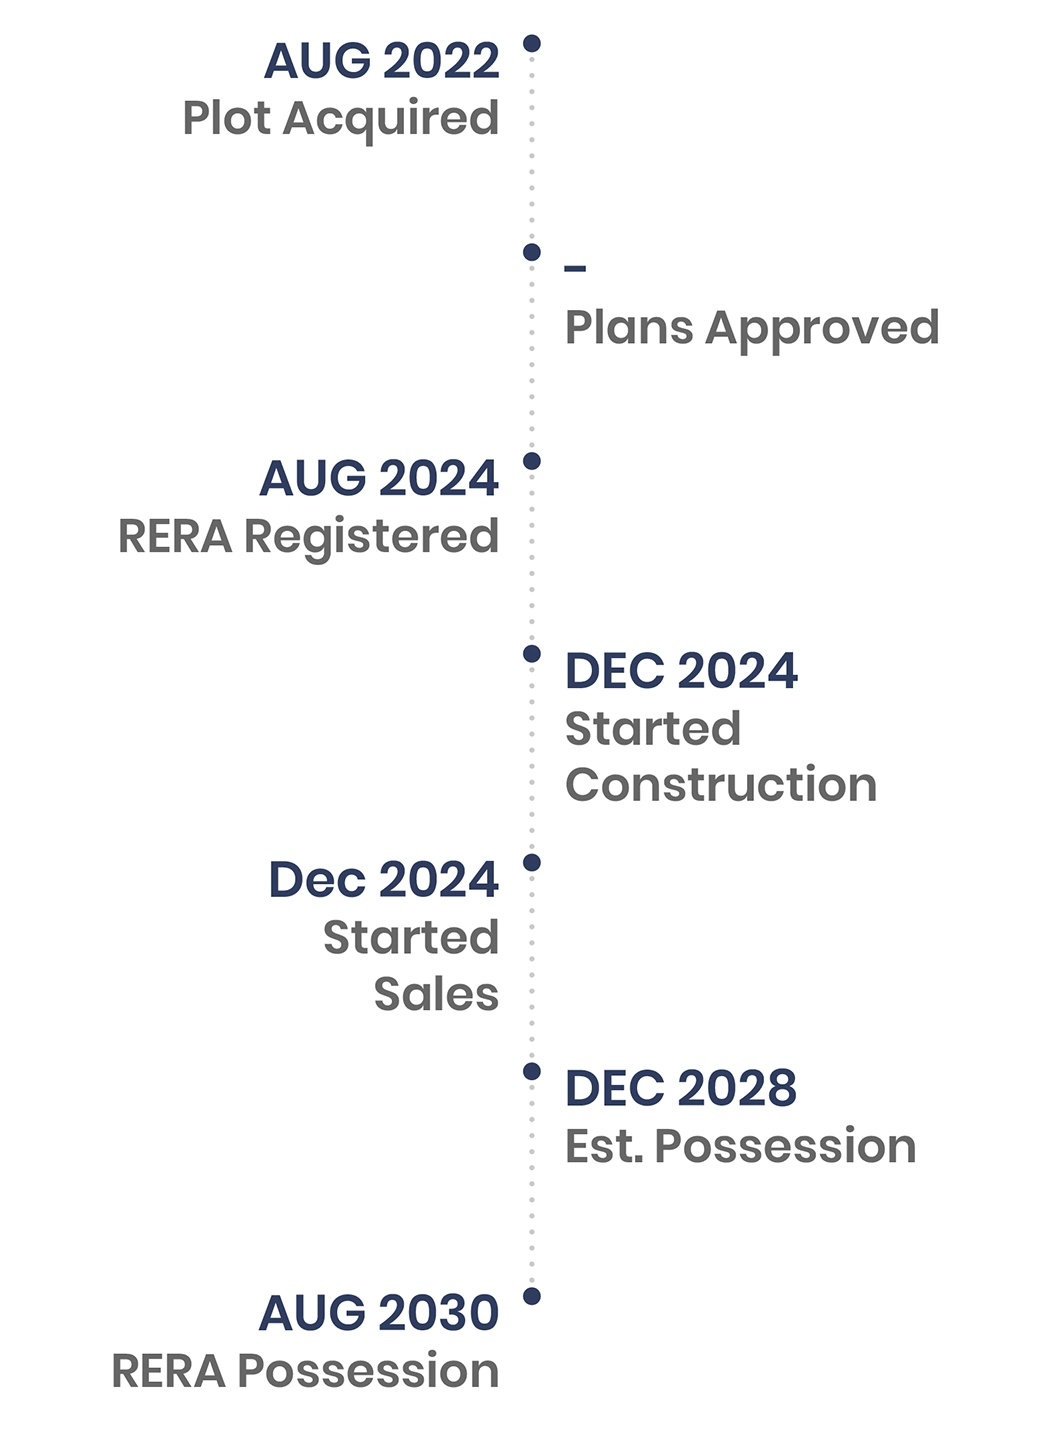 AUG 2022
Plot Acquired
–
Plans Approved
AUG 2024
RERA Registered
DEC 2024
Started
Construction
Dec 2024
Started
Sales
DEC 2028
Est. Possession
AUG 2030
RERA Possession